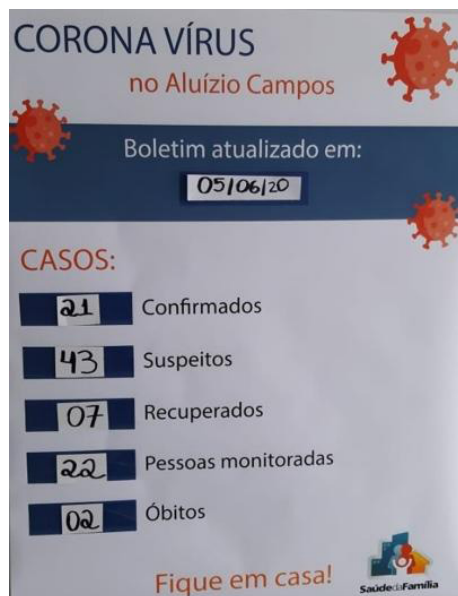 CORONA VÍRUS
no Aluízio Campos
Boletim atualizado em:
05/06/20
CASOS:
21 Confirmados
43 Suspeitos
07 Recuperados
22 Pessoas monitoradas
02 Óbitos
Fique em casa!
SaúdedaFamília